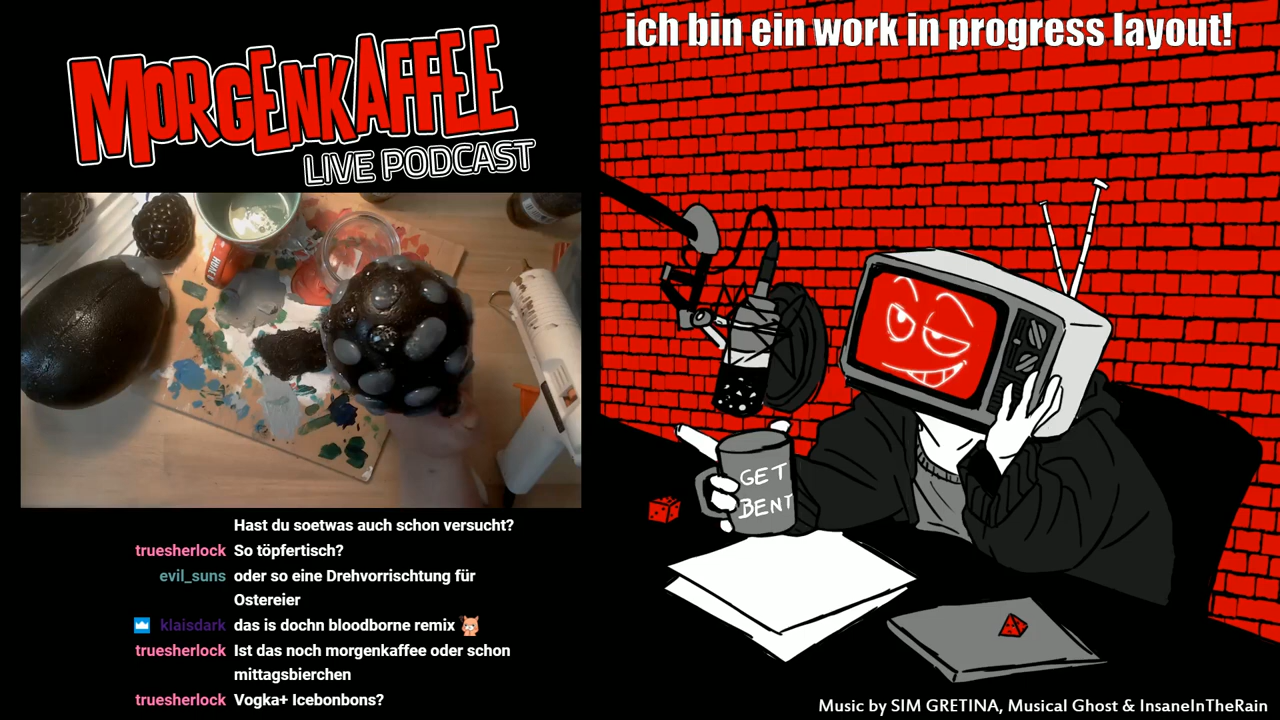 MORGENKAFFEE
LIVE PODCAST
ich bin ein work in progress layout!
GET
BENT
Hast du soetwas auch schon versucht?
truesherlock So töpfertisch?
evil_suns oder so eine Drehvorrischtung für
Ostereier
klaisdark das is dochn bloodborne remix
truesherlock Ist das noch morgenkaffee oder schon
mittagsbierchen
truesherlock Vogka+ Icebonbons?
Music by SIM GRETINA, Musical Ghost & InsaneInTheRain